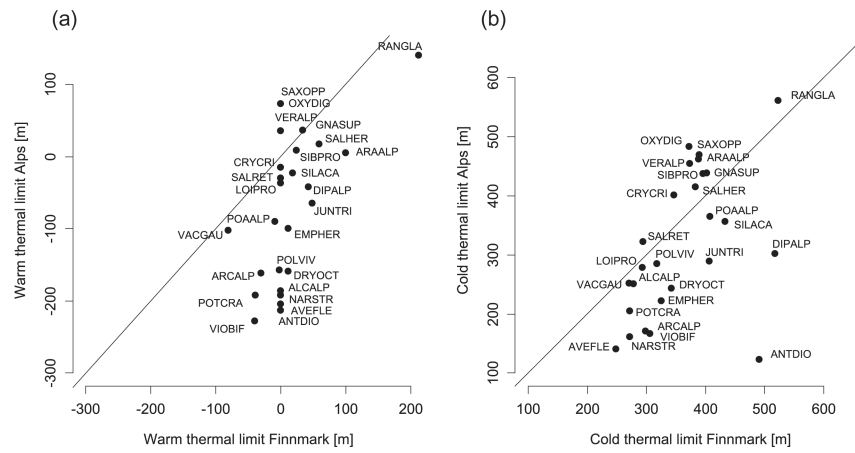 (a)
RANGLA
SAXOPP
OXYDIG
VERALP
GNASUP
SALHER
SIBPRO
ARAALP
CRYCRI
SALRET
SILACA
LOIPRO
DIPALP
JUNTRI
POAALP
VACGAU
EMPHER
POLVIV
ARCALP
DRYOCT
ALCALP
POTCRA
NARSTR
AVEFLE
VIOBIF
ANTDIO
100
0
-100
-200
-300
Warm thermal limit Alps [m]
-300
-200
-100
0
100
200
Warm thermal limit Finnmark [m]
(b)
RANGLA
OXYDIG
SAXOPP
VERALP
ARAALP
SIBPRO
GNASUP
CRYCRI
SALHER
POAALP
SILACA
SALRET
DIPALP
LOIPRO
POLVIV
JUNTRI
VACGAU
ALCALP
DRYOCT
EMPHER
POTCRA
ARCALP
VIOBIF
AVEFLE
NARSTR
ANTDIO
600
500
400
300
200
100
Cold thermal limit Alps [m]
100
200
300
400
500
600
Cold thermal limit Finnmark [m]